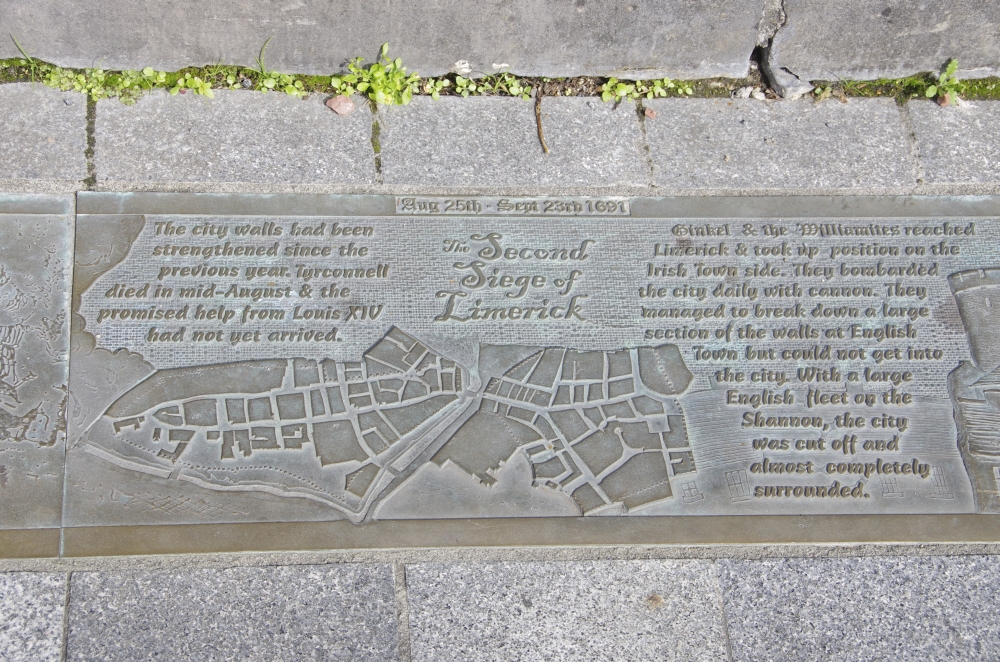 Aug 25th - Sept 23rd 1691
The city walls had been
strengthened since the
previous year. Tyrconnell
died in mid-August & the
promised help from Louis XIV
had not yet arrived.
The Second
Siege of
Limerick
Ginkel & the Williamites reached
Limerick & took up position on the
Irish Town side. They bombarded
the city daily with cannon. They
managed to break down a large
section of the walls at English
Town but could not get into
the city. With a large
English fleet on the
Shannon, the city
was cut off and
almost completely
surrounded.